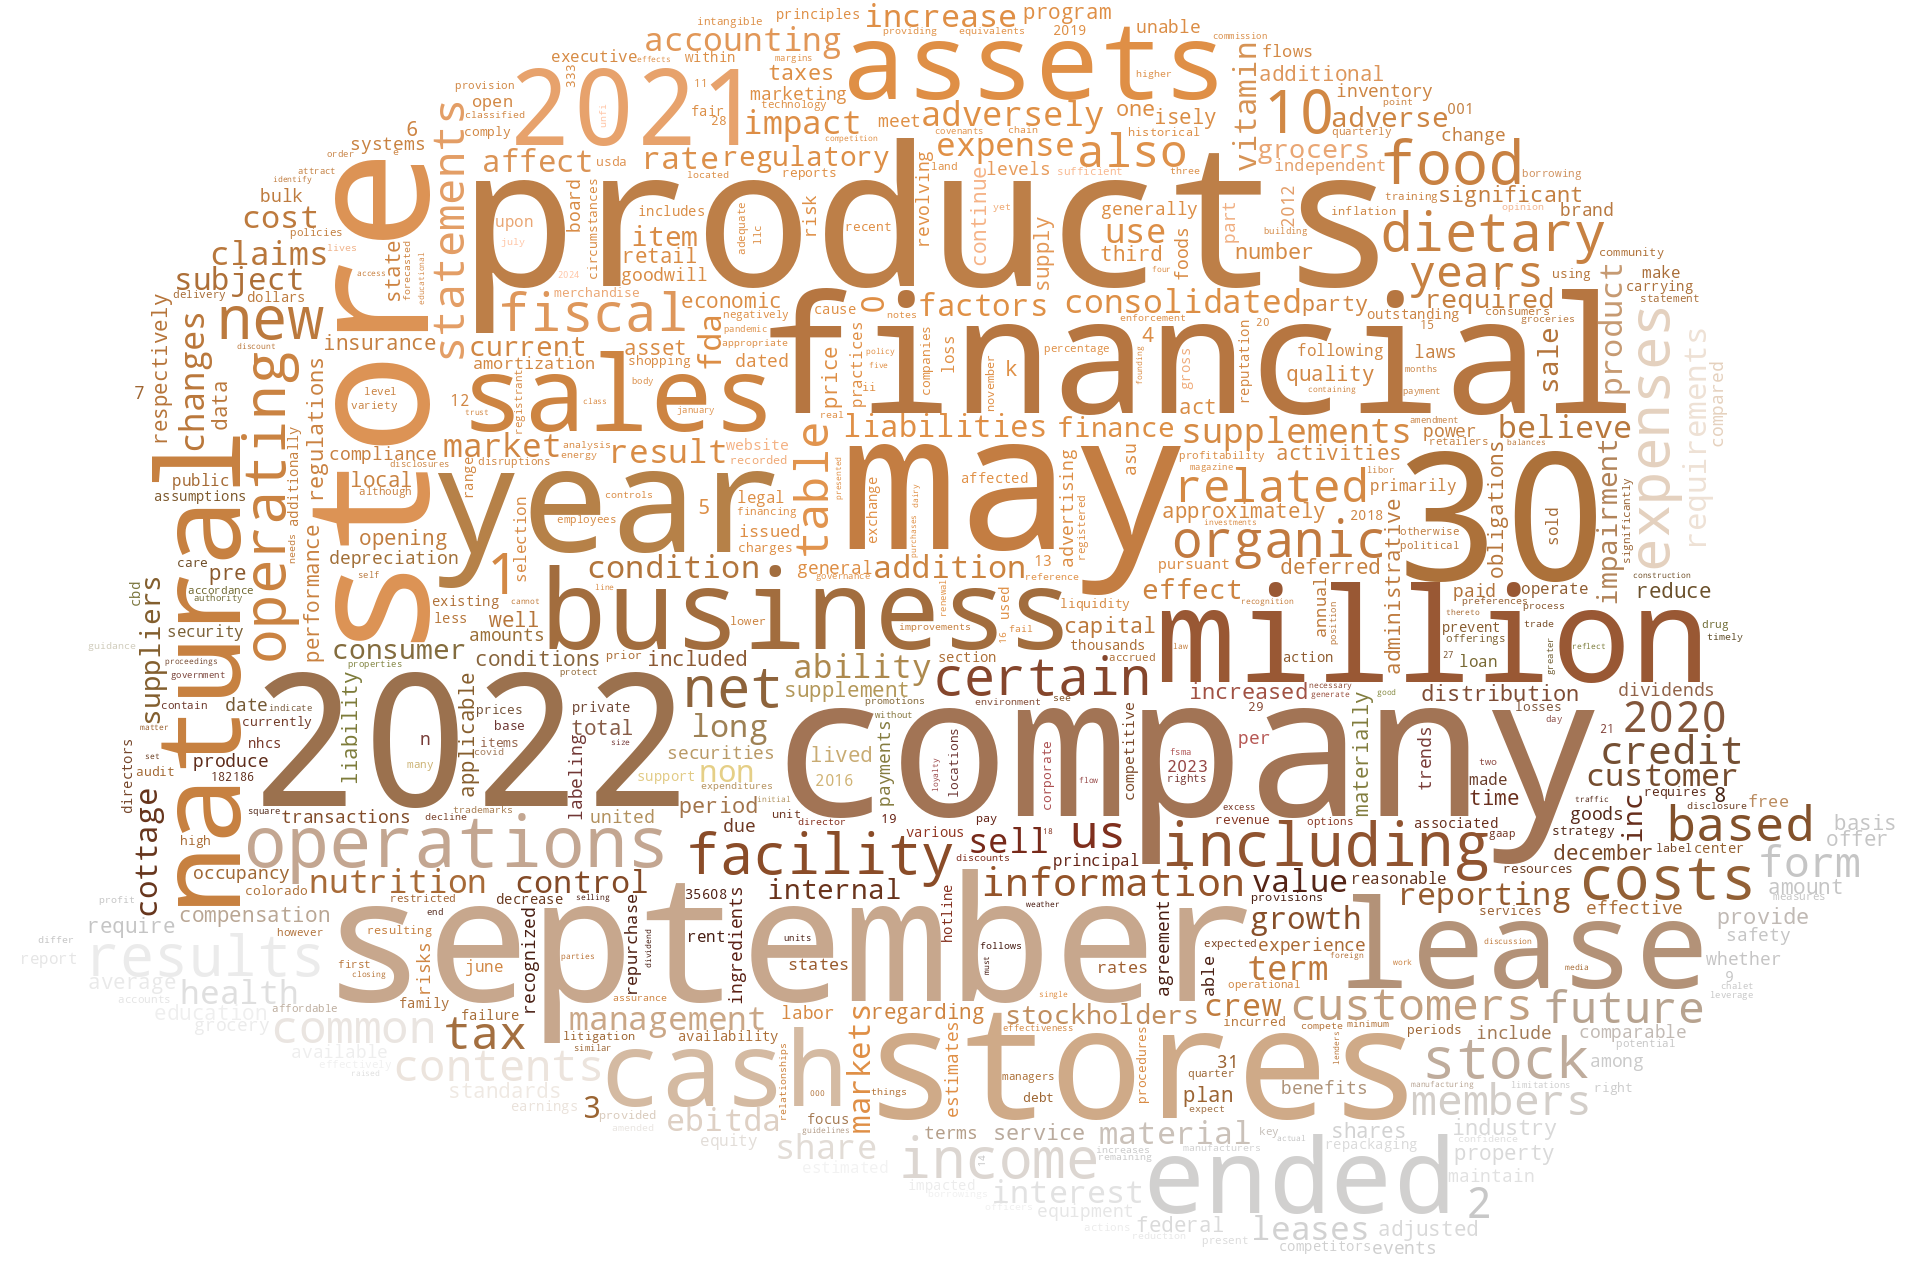 intangible principles increase program
providing equivalents 2019 unable commission
accounting assets
executive effects within margins
333 taxes higher vitamin flows
2021 additional
provision 11 marketing inventory
open technology 10 point 001
classified fair adversely one isely adverse
6 comply unfi 28 impact meet historical quarterly change
systems covenants chain
order e competition expense also grocers food
affect usda rate regulatory levels independent
attract located reports land sufficient three borrowing
identify statements revolving training significant
bulk products 2012
cost store upon board circumstances includes risk yet generally part inflation opinion brand
policies item adequate llc recent continue use building dietary
claims lives july retail supply third number community
subject state access forecasted educational 2024 goodwill foods four years using make
delivery dollars merchandise economic 0 factors consolidated party required product carrying
new fiscal negatively cause notes enforcement outstanding statement
changes insurance current fda pandemic 4 20 15 consumers groceries
respectively discount amortization asset appropriate financial percentage following laws sale expenses
data regulations shopping dated price practices policy companies loss november k founding gross reputation quality months requirements compared
7 level body five ii containing payment
operating variety 12 trust registrant sales class january real act amendment
market liabilities finance supplements power believe
compliance analysis result website table profitability retailers balances
public disclosures energy recorded asu activities
assumptions local although range disruptions year may affected magazine related libor primarily 30 impairment
natural additionally controls legal presented exchange advertising approximately 2018 obligations sold significantly
needs opening employees 5 financing dairy investments otherwise
performance selection issued purchases registered organic administrative political
care depreciation charges 13
pre self 1 condition general addition pursuant deferred construction
suppliers accordance governance reference effect recognition paid operate reduce
cbd authority existing cannot line business renewal used liquidity annual preferences process
less lower improvements 16 fail capital position thereto trade drug
security well prevent timely
guidance consumer amounts thousands law offerings
proceedings conditions prior included ability section accrued million action 27 loan greater reflect
government properties protect net certain necessary
contain date indicate liability applicable prices private supplement promotions environment see increased generate good distribution dividends
currently 2022 base total long without company 29 materially losses day 2020
matter nhcs n items size securities lived payments competitive per trends 21
directors set produce many covid labeling support non 2016 loyalty locations corporate flow fsma 2023 rights two credit
audit 182186 expenditures made customer
cottage square trademarks period initial time requires 8
transactions decline united unit 19 pay excess options traffic disclosure free
high operations due director various sell 18 us revenue associated gaap goods inc based basis
facility discounts principal including strategy label center offer
occupancy nutrition control internal information value reasonable december form
colorado resources costs amount
profit restricted decrease selling 35608 weather provisions reporting
require compensation end ingredients hotline growth services effective measures
however resulting recognized repurchase dividend rent september provide
differ risks units follows agreement expected experience discussion safety
results first parties states must rates able foreign lease whether
report closing june term work media 9
average health assurance operational chalet
accounts affordable family single crew customers leverage
education failure management labor regarding stockholders future
grocery common tax litigation availability effectiveness incurred compete minimum periods include comparable
available similar markets estimates procedures lenders potential
effectively contents cash relationships stores 31 stock among
raised things managers quarter benefits manufacturing limitations right
standards 000 debt plan
earnings 3 provided expect members
amended ebitda focus
guidelines terms service material key shares industry
equity share actual repackaging confidence
estimated income 14 increases manufacturers property
remaining ended maintain
impacted interest
borrowings officers equipment 2
actions federal leases adjusted
reduction present competitors events